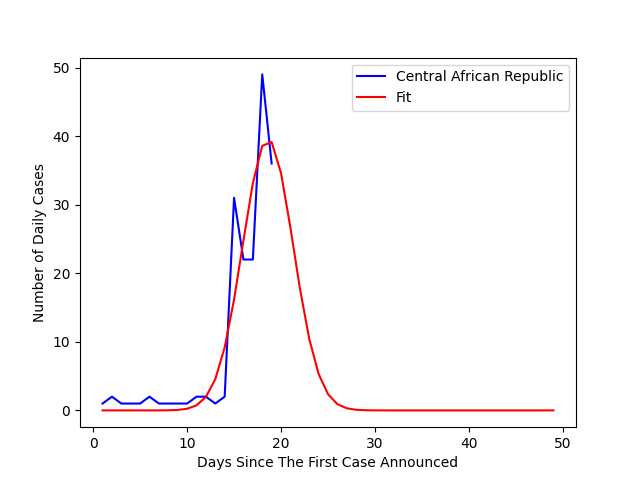 Central African Republic
Fit
50
40
30
20
10
0
Number of Daily Cases
0 10 20 30 40 50
Days Since The First Case Announced